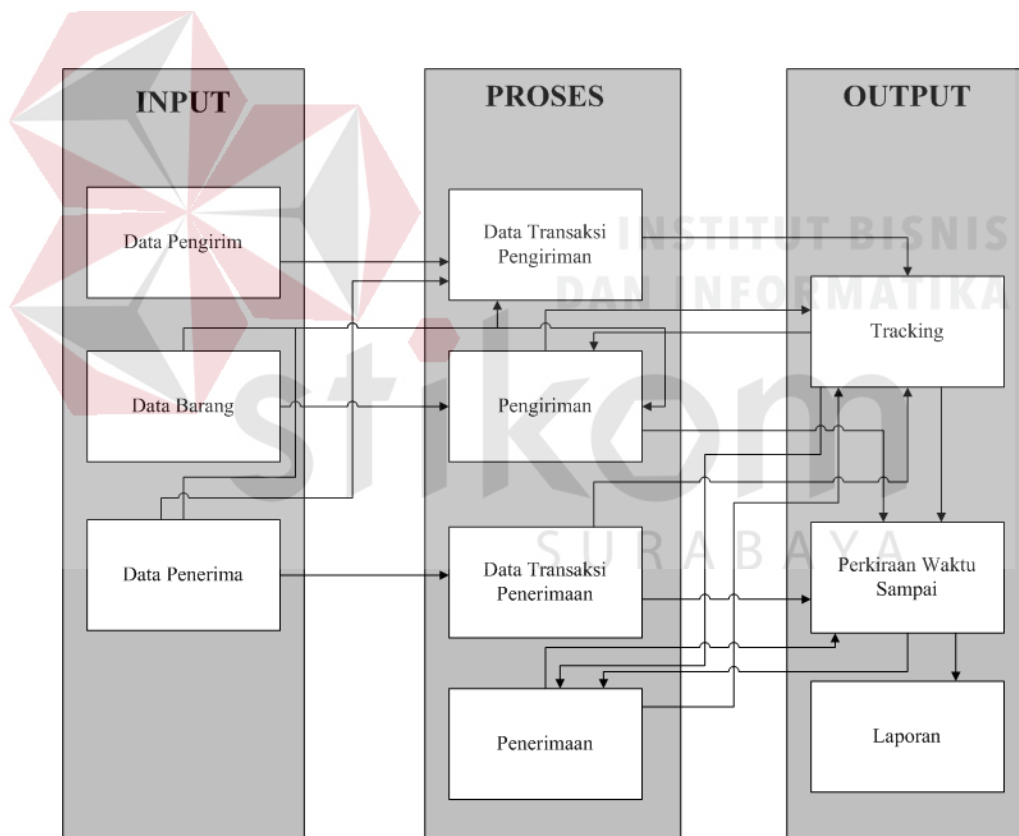 INPUT
Data Pengirim
Data Barang
Data Penerima
PROSES
Data Transaksi
Pengiriman
Pengiriman
Data Transaksi
Penerimaan
Penerimaan
OUTPUT
Tracking
Perkiraan Waktu
Sampai
Laporan
INSTITUT BISNIS
DAN INFORMATIKA
stikom
SURABAYA